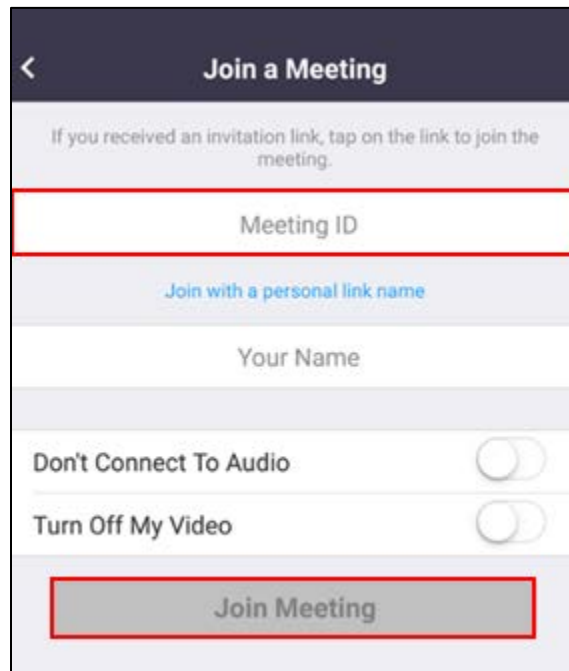 Join a Meeting
If you received an invitation link, tap on the link to join the
meeting.
Meeting ID
Join with a personal link name
Your Name
Don't Connect To Audio
Turn Off My Video
Join Meeting